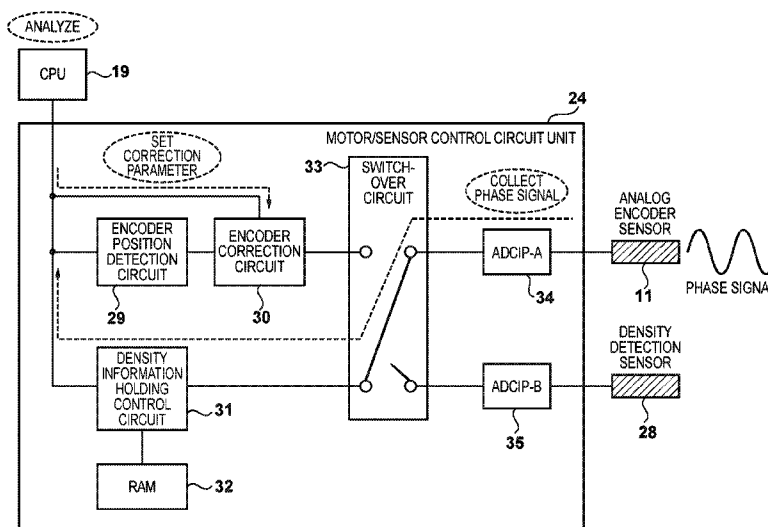 ANALYZE
CPU
19
24
MOTOR/SENSOR CONTROL CIRCUIT UNIT
SET
CORRECTION
PARAMETER
33
SWITCH-
OVER
CIRCUIT
COLLECT
PHASE SIGNAL
ENCODER
POSITION
DETECTION
CIRCUIT
29
ENCODER
CORRECTION
CIRCUIT
30
ADCIP-A
34
ANALOG
ENCODER
SENSOR
11
PHASE SIGNAL
DENSITY
INFORMATION
HOLDING
CONTROL
CIRCUIT
31
ADCIP-B
35
DENSITY
DETECTION
SENSOR
28
RAM
32